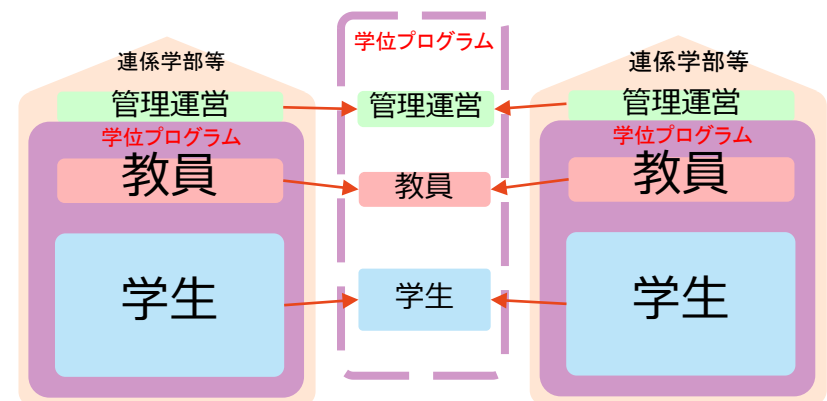 連係学部等
管理運営
学位プログラム
教員
学生
学位プログラム
管理運営
教員
学生
連係学部等
管理運営
学位プログラム
教員
学生